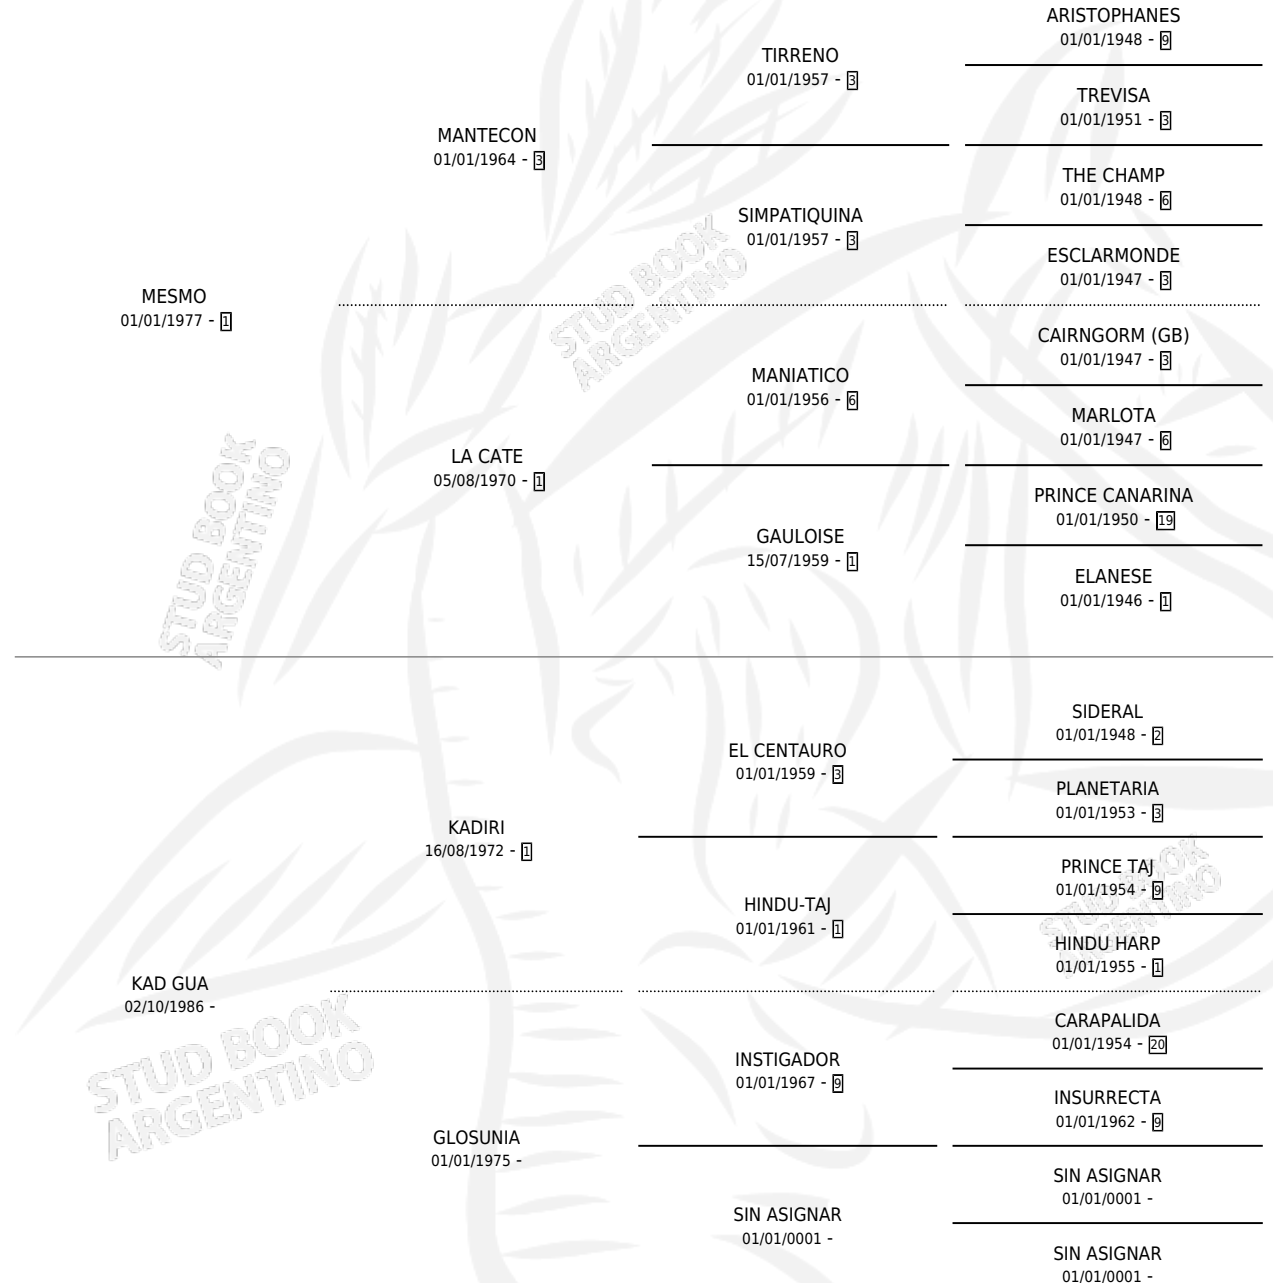 ARISTOPHANES
01/01/1948 - 9
TIRRENO
01/01/1957 - 3
TREVISA
01/01/1951 - 3
MANTECON
01/01/1964 - 3
THE CHAMP
01/01/1948 - 6
SIMPATIQUINA
01/01/1957 - 3
ESCLARMONDE
01/01/1947 - 3
MESMO
01/01/1977 - 1
CAIRNGORM (GB)
01/01/1947 - 3
MANIATICO
01/01/1956 - 6
MARLOTA
01/01/1947 - 6
LA CATE
05/08/1970 - 1
PRINCE CANARINA
01/01/1950 - 19
GAULOISE
15/07/1959 - 1
ELANESE
01/01/1946 - 1
SIDERAL
01/01/1948 - 2
EL CENTAURO
01/01/1959 - 3
PLANETARIA
01/01/1953 - 3
KADIRI
16/08/1972 - 1
PRINCE TAJ
01/01/1954 - 9
HINDU-TAJ
01/01/1961 - 1
HINDU HARP
01/01/1955 - 1
KAD GUA
02/10/1986 -
CARAPALIDA
01/01/1954 - 20
INSTIGADOR
01/01/1967 - 9
INSURRECTA
01/01/1962 - 9
GLOSUNIA
01/01/1975 -
SIN ASIGNAR
01/01/0001 -
SIN ASIGNAR
01/01/0001 -
SIN ASIGNAR
01/01/0001 -
STUD BOOK
ARGENTINO
STUD BOOK
ARGENTINO
STUD BOOK
ARGENTINO
STUD BOOK
ARGENTINO